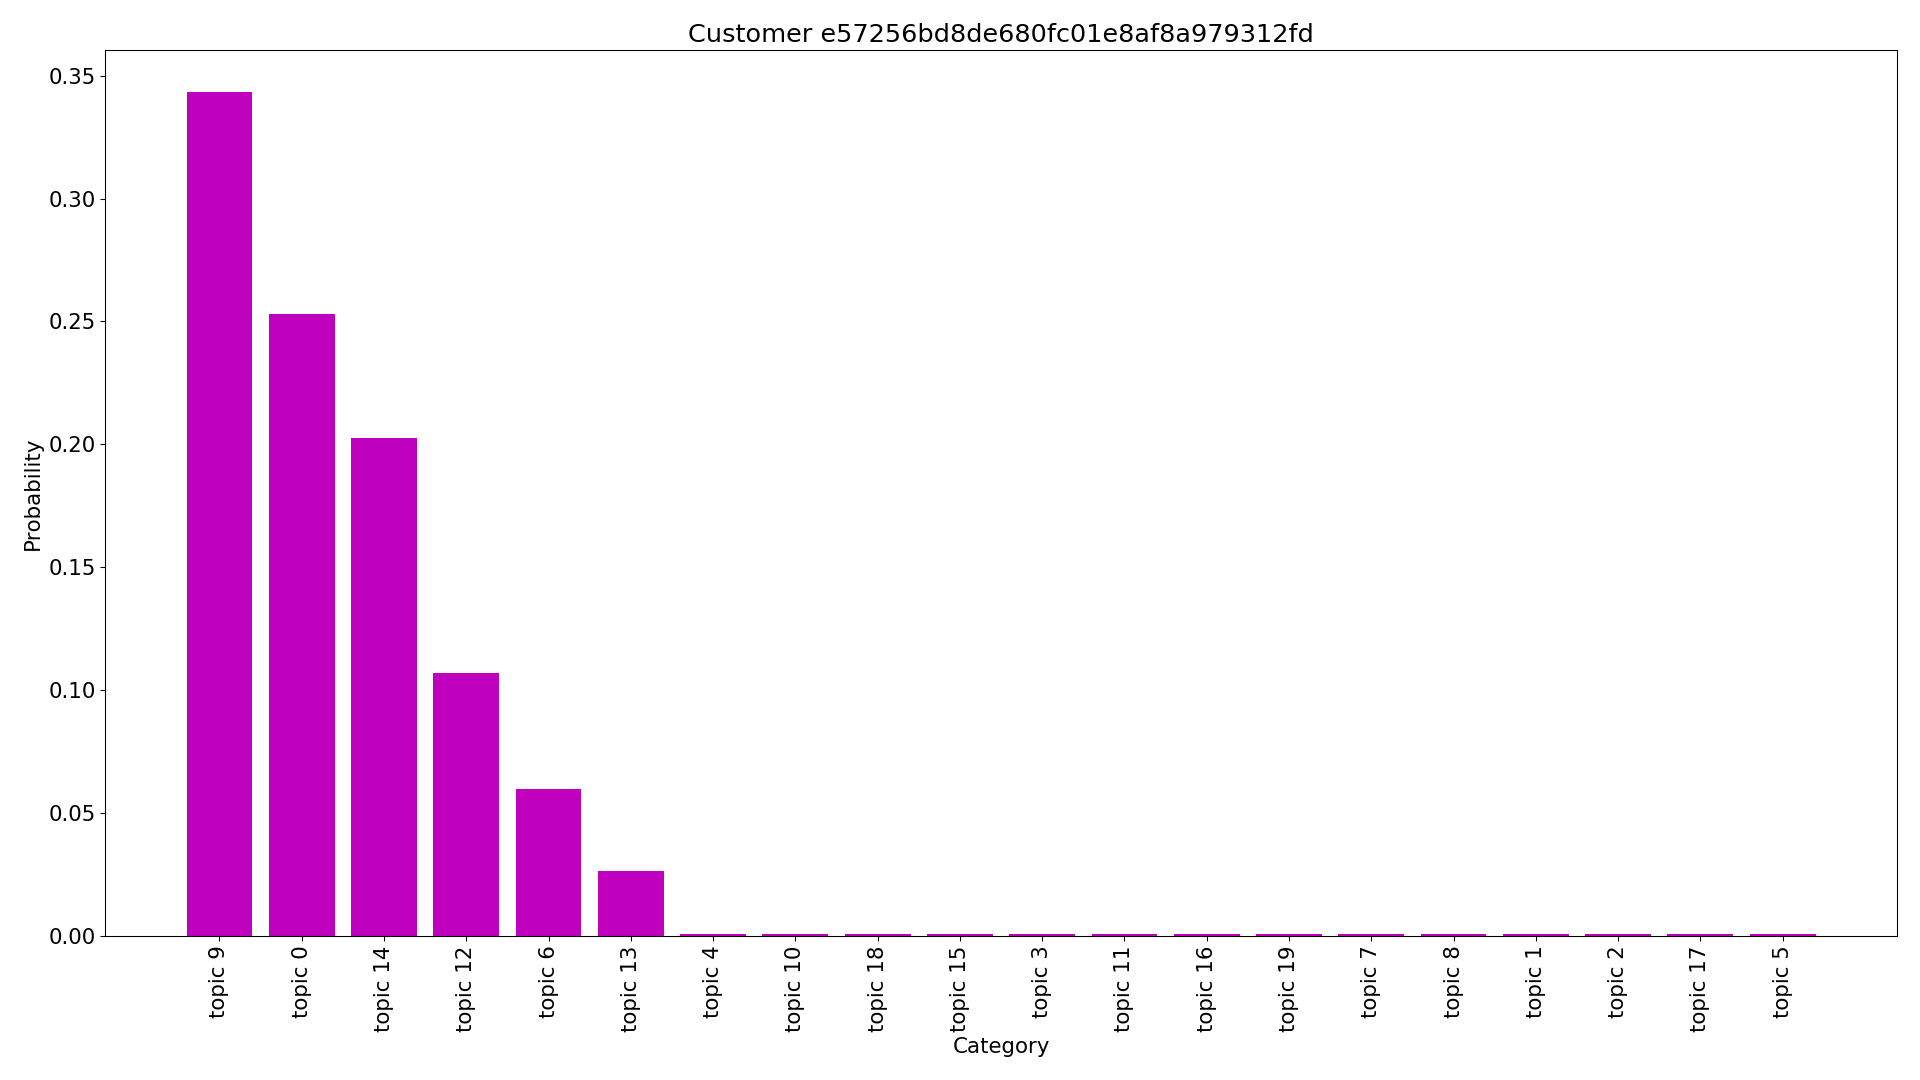 Customer e57256bd8de680fc01e8af8a979312fd
0.35
0.30
0.25
0.20
0.15
0.10
0.05
0.00
Probability
topic 9
topic 0
topic 14
topic 12
topic 6
topic 13
topic 4
topic 10
topic 18
topic 15
topic 3
topic 11
topic 16
topic 19
topic 7
topic 8
topic 1
topic 2
topic 17
topic 5
Category